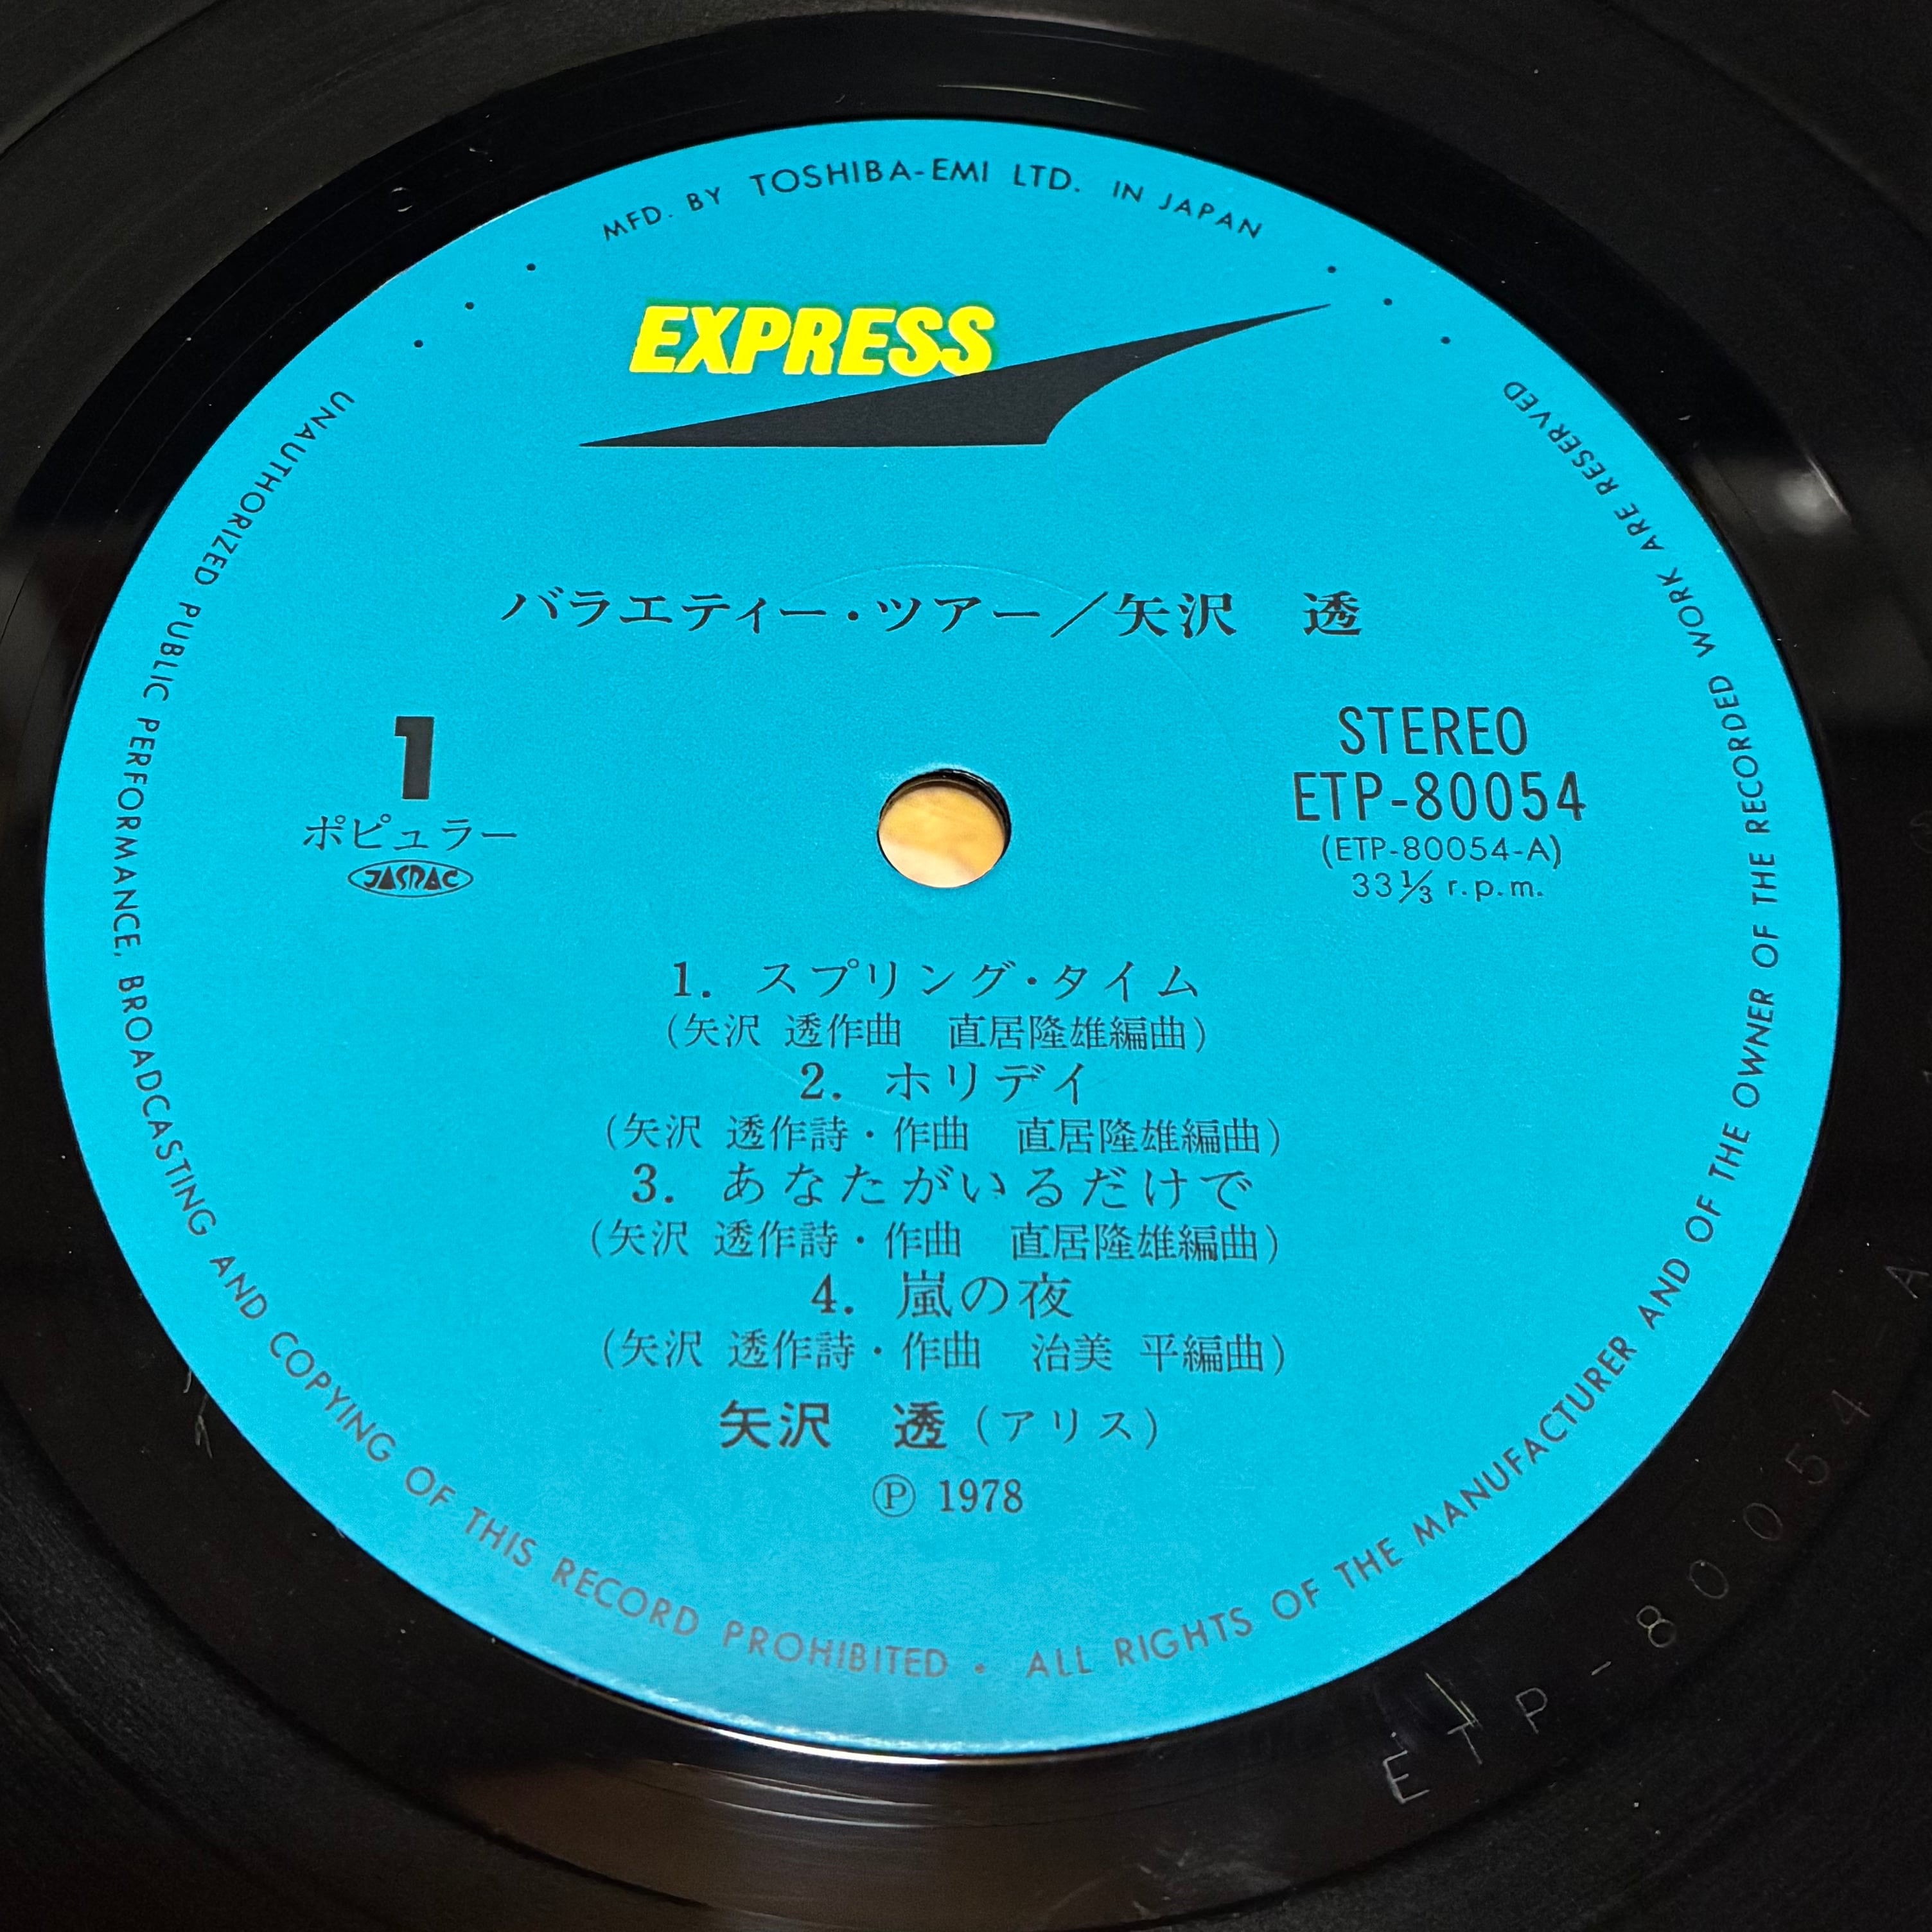 MFD. BY TOSHIBA-EMI LTD. IN JAPAN
EXPRESS
バラエティー・ツアー／矢沢　透
1
ポピュラー
JASRAC
STEREO
ETP-80054
(ETP-80054-A)
33⅓ r.p.m.
1. スプリング・タイム
(矢沢 透作曲　直居隆雄編曲)
2. ホリデイ
(矢沢 透作詩・作曲　直居隆雄編曲)
3. あなたがいるだけで
(矢沢 透作詩・作曲　直居隆雄編曲)
4. 嵐の夜
(矢沢 透作詩・作曲　治美 平編曲)
矢沢　透 (アリス)
Ⓟ 1978
UNAUTHORIZED PUBLIC PERFORMANCE, BROADCASTING AND COPYING OF THIS RECORD PROHIBITED • ALL RIGHTS OF THE MANUFACTURER AND OF THE OWNER OF THE RECORDED WORK ARE RESERVED
ETP-80054 A